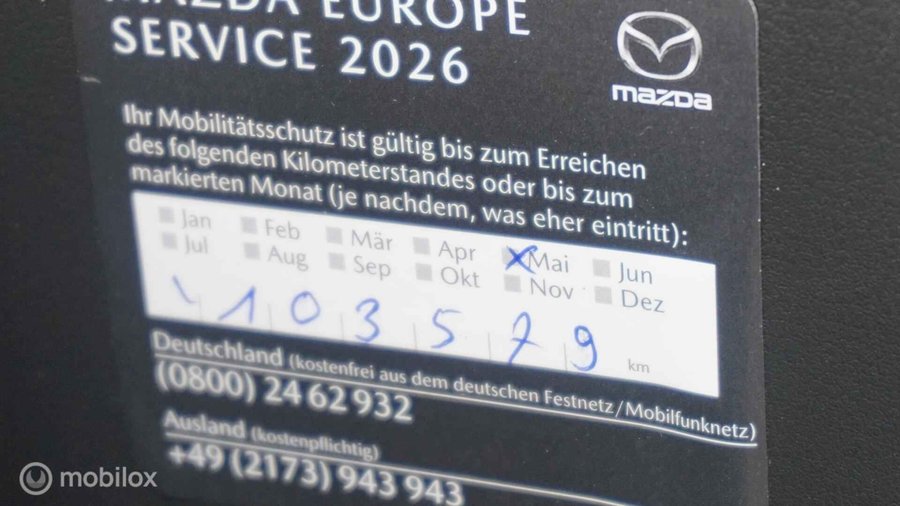 MAZDA EUROPE
SERVICE 2026
mazda
Ihr Mobilitätsschutz ist gültig bis zum Erreichen
des folgenden Kilometerstandes oder bis zum
markierten Monat (je nachdem, was eher eintritt):
Jan Feb Mär Apr Mai Jun
Jul Aug Sep Okt Nov Dez
103579 km
Deutschland (kostenfrei aus dem deutschen Festnetz/Mobilfunknetz)
(0800) 24 62 932
Ausland (kostenpflichtig)
+49 (2173) 943 943
mobilox